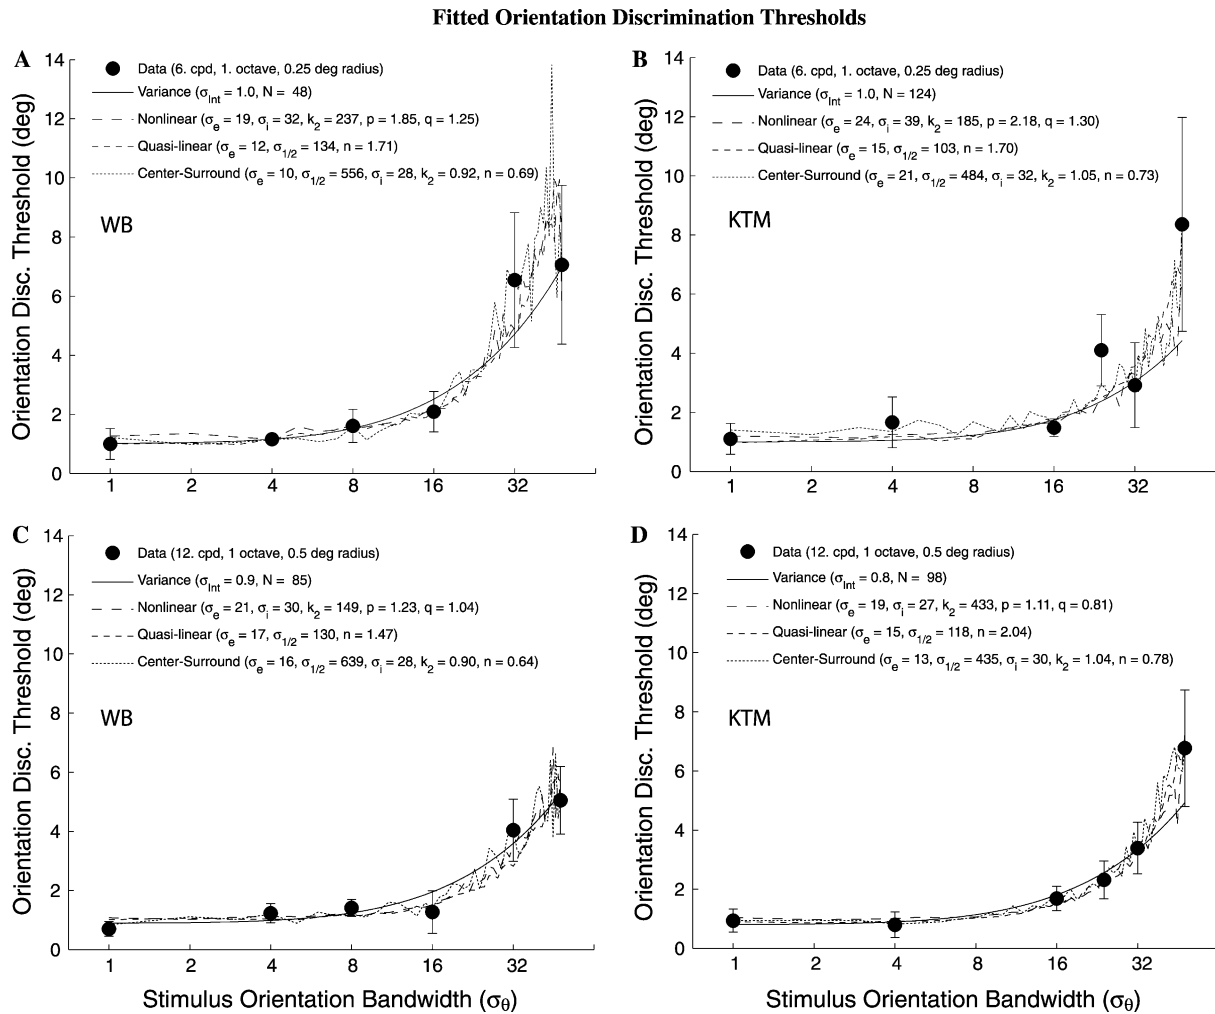 Fitted Orientation Discrimination Thresholds
A
Orientation Disc. Threshold (deg)
14
12
10
8
6
4
2
0
Data (6. cpd, 1. octave, 0.25 deg radius)
Variance (σInt = 1.0, N = 48)
Nonlinear (σe = 19, σi = 32, k2 = 237, p = 1.85, q = 1.25)
Quasi-linear (σe = 12, σ1/2 = 134, n = 1.71)
Center-Surround (σe = 10, σ1/2 = 556, σi = 28, k2 = 0.92, n = 0.69)
WB
1 2 4 8 16 32
B
Orientation Disc. Threshold (deg)
14
12
10
8
6
4
2
0
Data (6. cpd, 1. octave, 0.25 deg radius)
Variance (σInt = 1.0, N = 124)
Nonlinear (σe = 24, σi = 39, k2 = 185, p = 2.18, q = 1.30)
Quasi-linear (σe = 15, σ1/2 = 103, n = 1.70)
Center-Surround (σe = 21, σ1/2 = 484, σi = 32, k2 = 1.05, n = 0.73)
KTM
1 2 4 8 16 32
C
Orientation Disc. Threshold (deg)
14
12
10
8
6
4
2
0
Data (12. cpd, 1 octave, 0.5 deg radius)
Variance (σInt = 0.9, N = 85)
Nonlinear (σe = 21, σi = 30, k2 = 149, p = 1.23, q = 1.04)
Quasi-linear (σe = 17, σ1/2 = 130, n = 1.47)
Center-Surround (σe = 16, σ1/2 = 639, σi = 28, k2 = 0.90, n = 0.64)
WB
1 2 4 8 16 32
Stimulus Orientation Bandwidth (σθ)
D
Orientation Disc. Threshold (deg)
14
12
10
8
6
4
2
0
Data (12. cpd, 1 octave, 0.5 deg radius)
Variance (σInt = 0.8, N = 98)
Nonlinear (σe = 19, σi = 27, k2 = 433, p = 1.11, q = 0.81)
Quasi-linear (σe = 15, σ1/2 = 118, n = 2.04)
Center-Surround (σe = 13, σ1/2 = 435, σi = 30, k2 = 1.04, n = 0.78)
KTM
1 2 4 8 16 32
Stimulus Orientation Bandwidth (σθ)